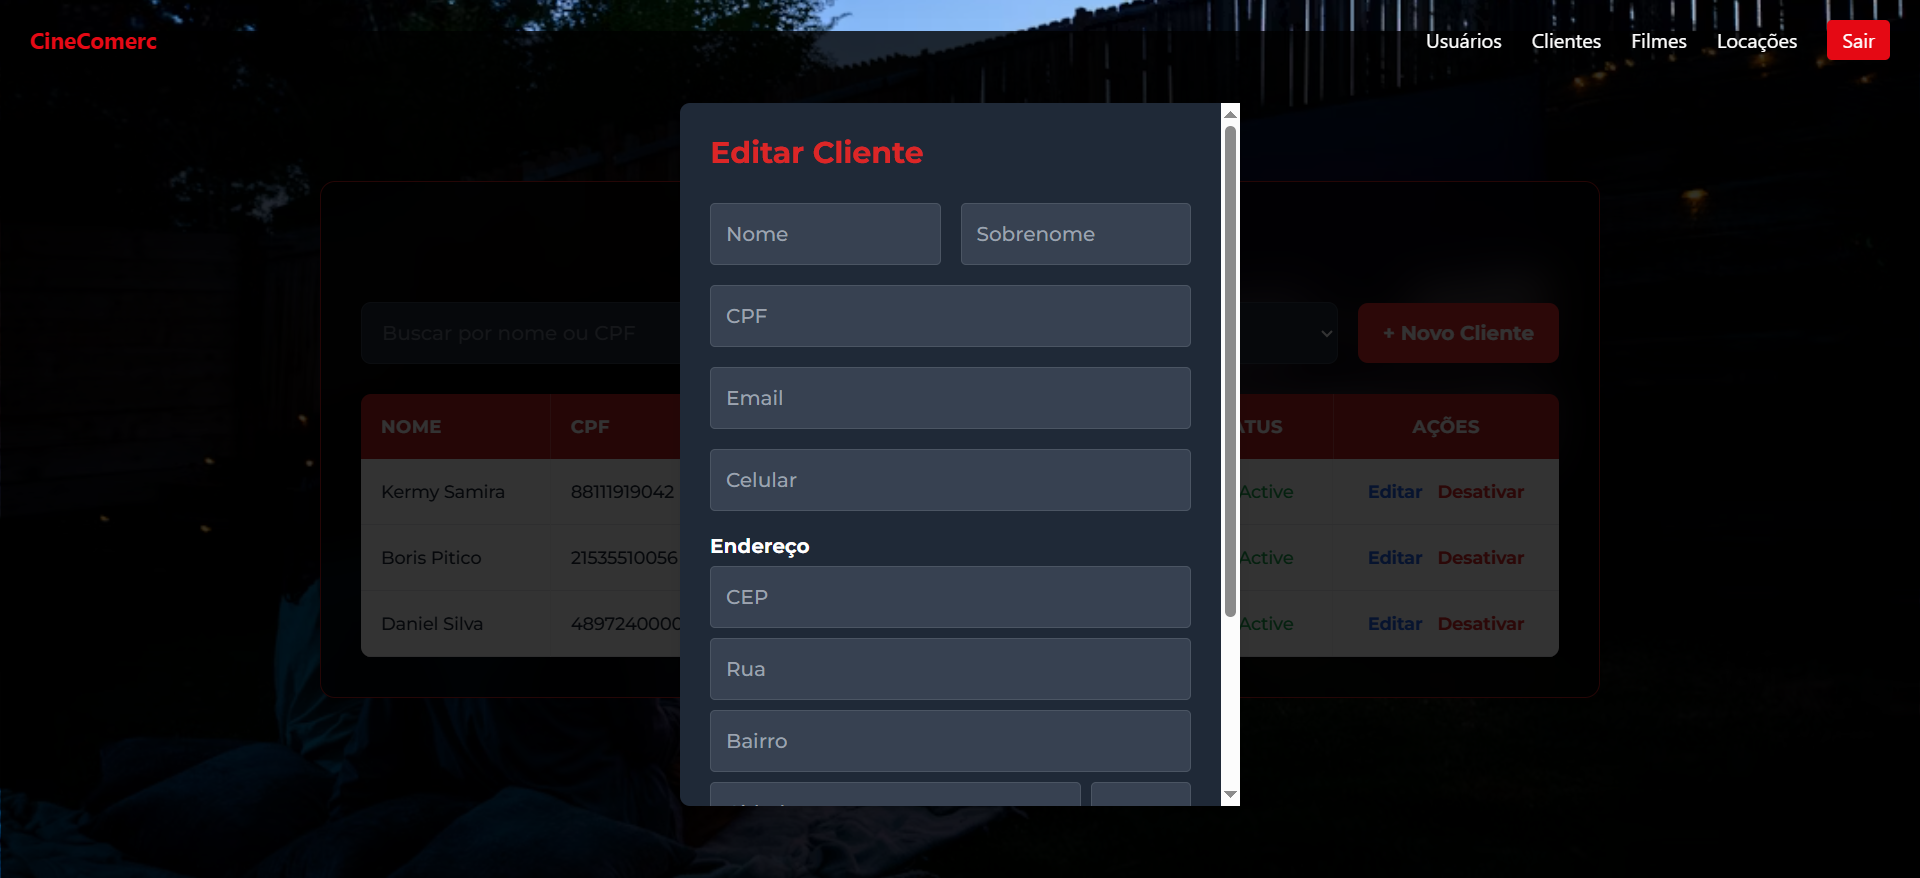 CineComerc
Usuários Clientes Filmes Locações Sair
Editar Cliente
Nome Sobrenome
CPF
Email
Celular
Endereço
CEP
Rua
Bairro
Buscar por nome ou CPF + Novo Cliente
NOME CPF ATUS AÇÕES
Kermy Samira 88111919042 Active Editar Desativar
Boris Pitico 21535510056 Active Editar Desativar
Daniel Silva 4897240000 Active Editar Desativar